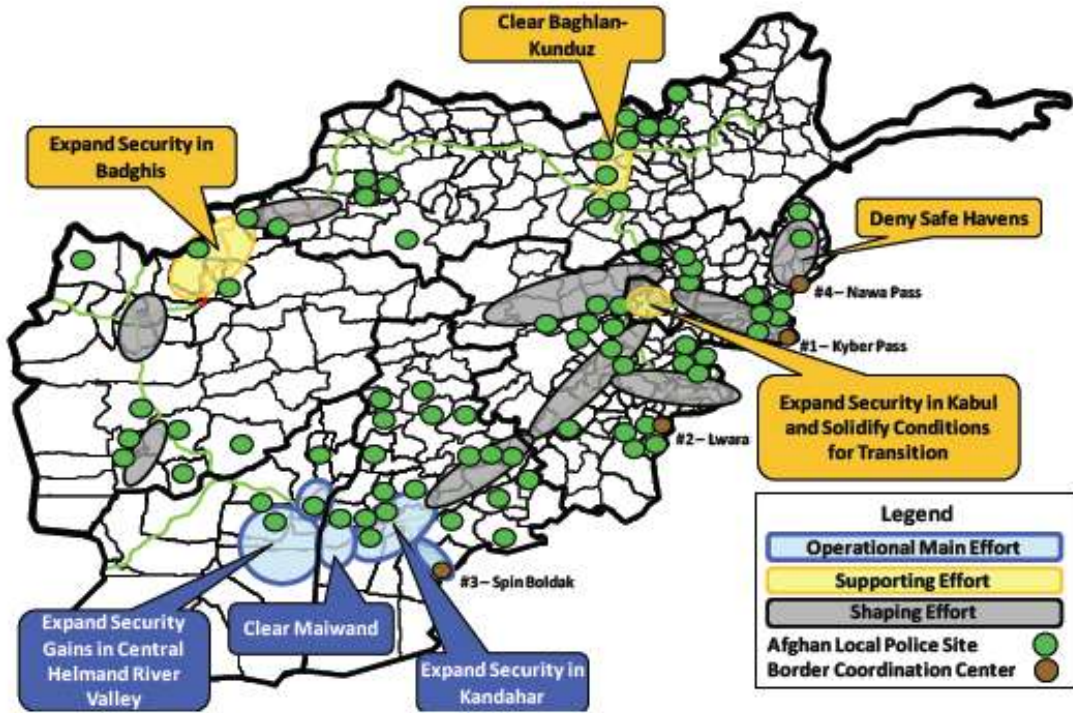 Clear Baghlan-
Kunduz
Expand Security in
Badghis
Deny Safe Havens
#4 – Nawa Pass
#1 – Kyber Pass
Expand Security in Kabul
and Solidify Conditions
for Transition
#2 – Lwara
#3 – Spin Boldak
Expand Security
Gains in Central
Helmand River
Valley
Clear Maiwand
Expand Security in
Kandahar
Legend
Operational Main Effort
Supporting Effort
Shaping Effort
Afghan Local Police Site
Border Coordination Center